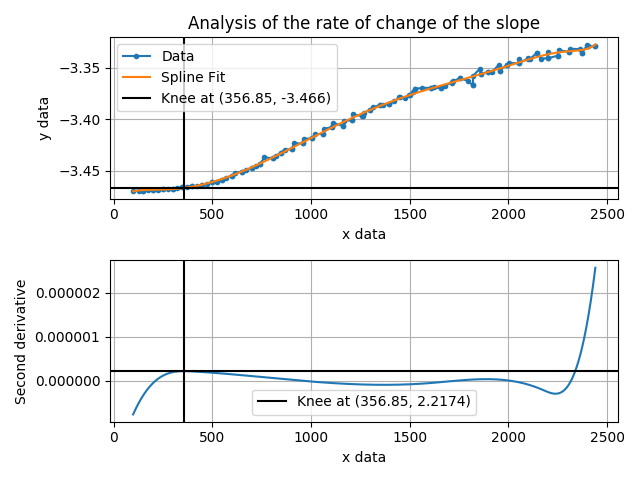 Analysis of the rate of change of the slope
Data
Spline Fit
Knee at (356.85, -3.466)
−3.35
−3.40
−3.45
y data
0 500 1000 1500 2000 2500
x data
0.000002
0.000001
0.000000
Second derivative
Knee at (356.85, 2.2174)
0 500 1000 1500 2000 2500
x data